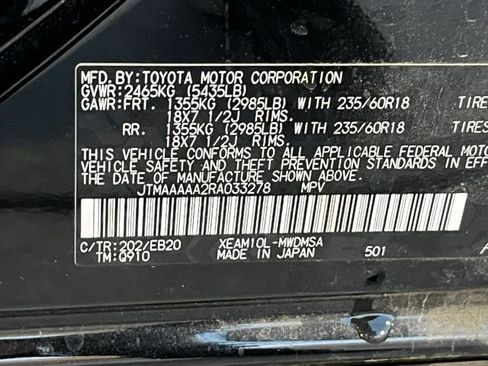 MFD. BY: TOYOTA MOTOR CORPORATION
GVWR: 2465KG (5435LB)
GAWR: FRT. 1355KG (2985LB) WITH 235/60R18 TIRE
18X7 1/2J RIMS.
RR. 1355KG (2985LB) WITH 235/60R18 TIRES
18X7 1/2J RIMS.
THIS VEHICLE CONFORMS TO ALL APPLICABLE FEDERAL MOTOR
VEHICLE SAFETY AND THEFT PREVENTION STANDARDS IN EFF
THE DATE OF MANUFACTURE SHOWN ABOVE.
JTMAAAAA2RA033278 MPV
C/TR: 202/EB20 XEAM10L-MWDMSA
TM: Q910 MADE IN JAPAN 501